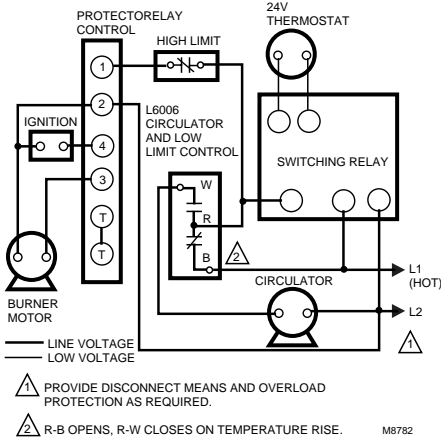 PROTECTORELAY
CONTROL
24V
THERMOSTAT
HIGH LIMIT
1
2
IGNITION
4
3
T
T
L6006
CIRCULATOR
AND LOW
LIMIT CONTROL
SWITCHING RELAY
W
R
B
2
L1
(HOT)
CIRCULATOR
L2
1
BURNER
MOTOR
LINE VOLTAGE
LOW VOLTAGE
1 PROVIDE DISCONNECT MEANS AND OVERLOAD
PROTECTION AS REQUIRED.
2 R-B OPENS, R-W CLOSES ON TEMPERATURE RISE.
M8782